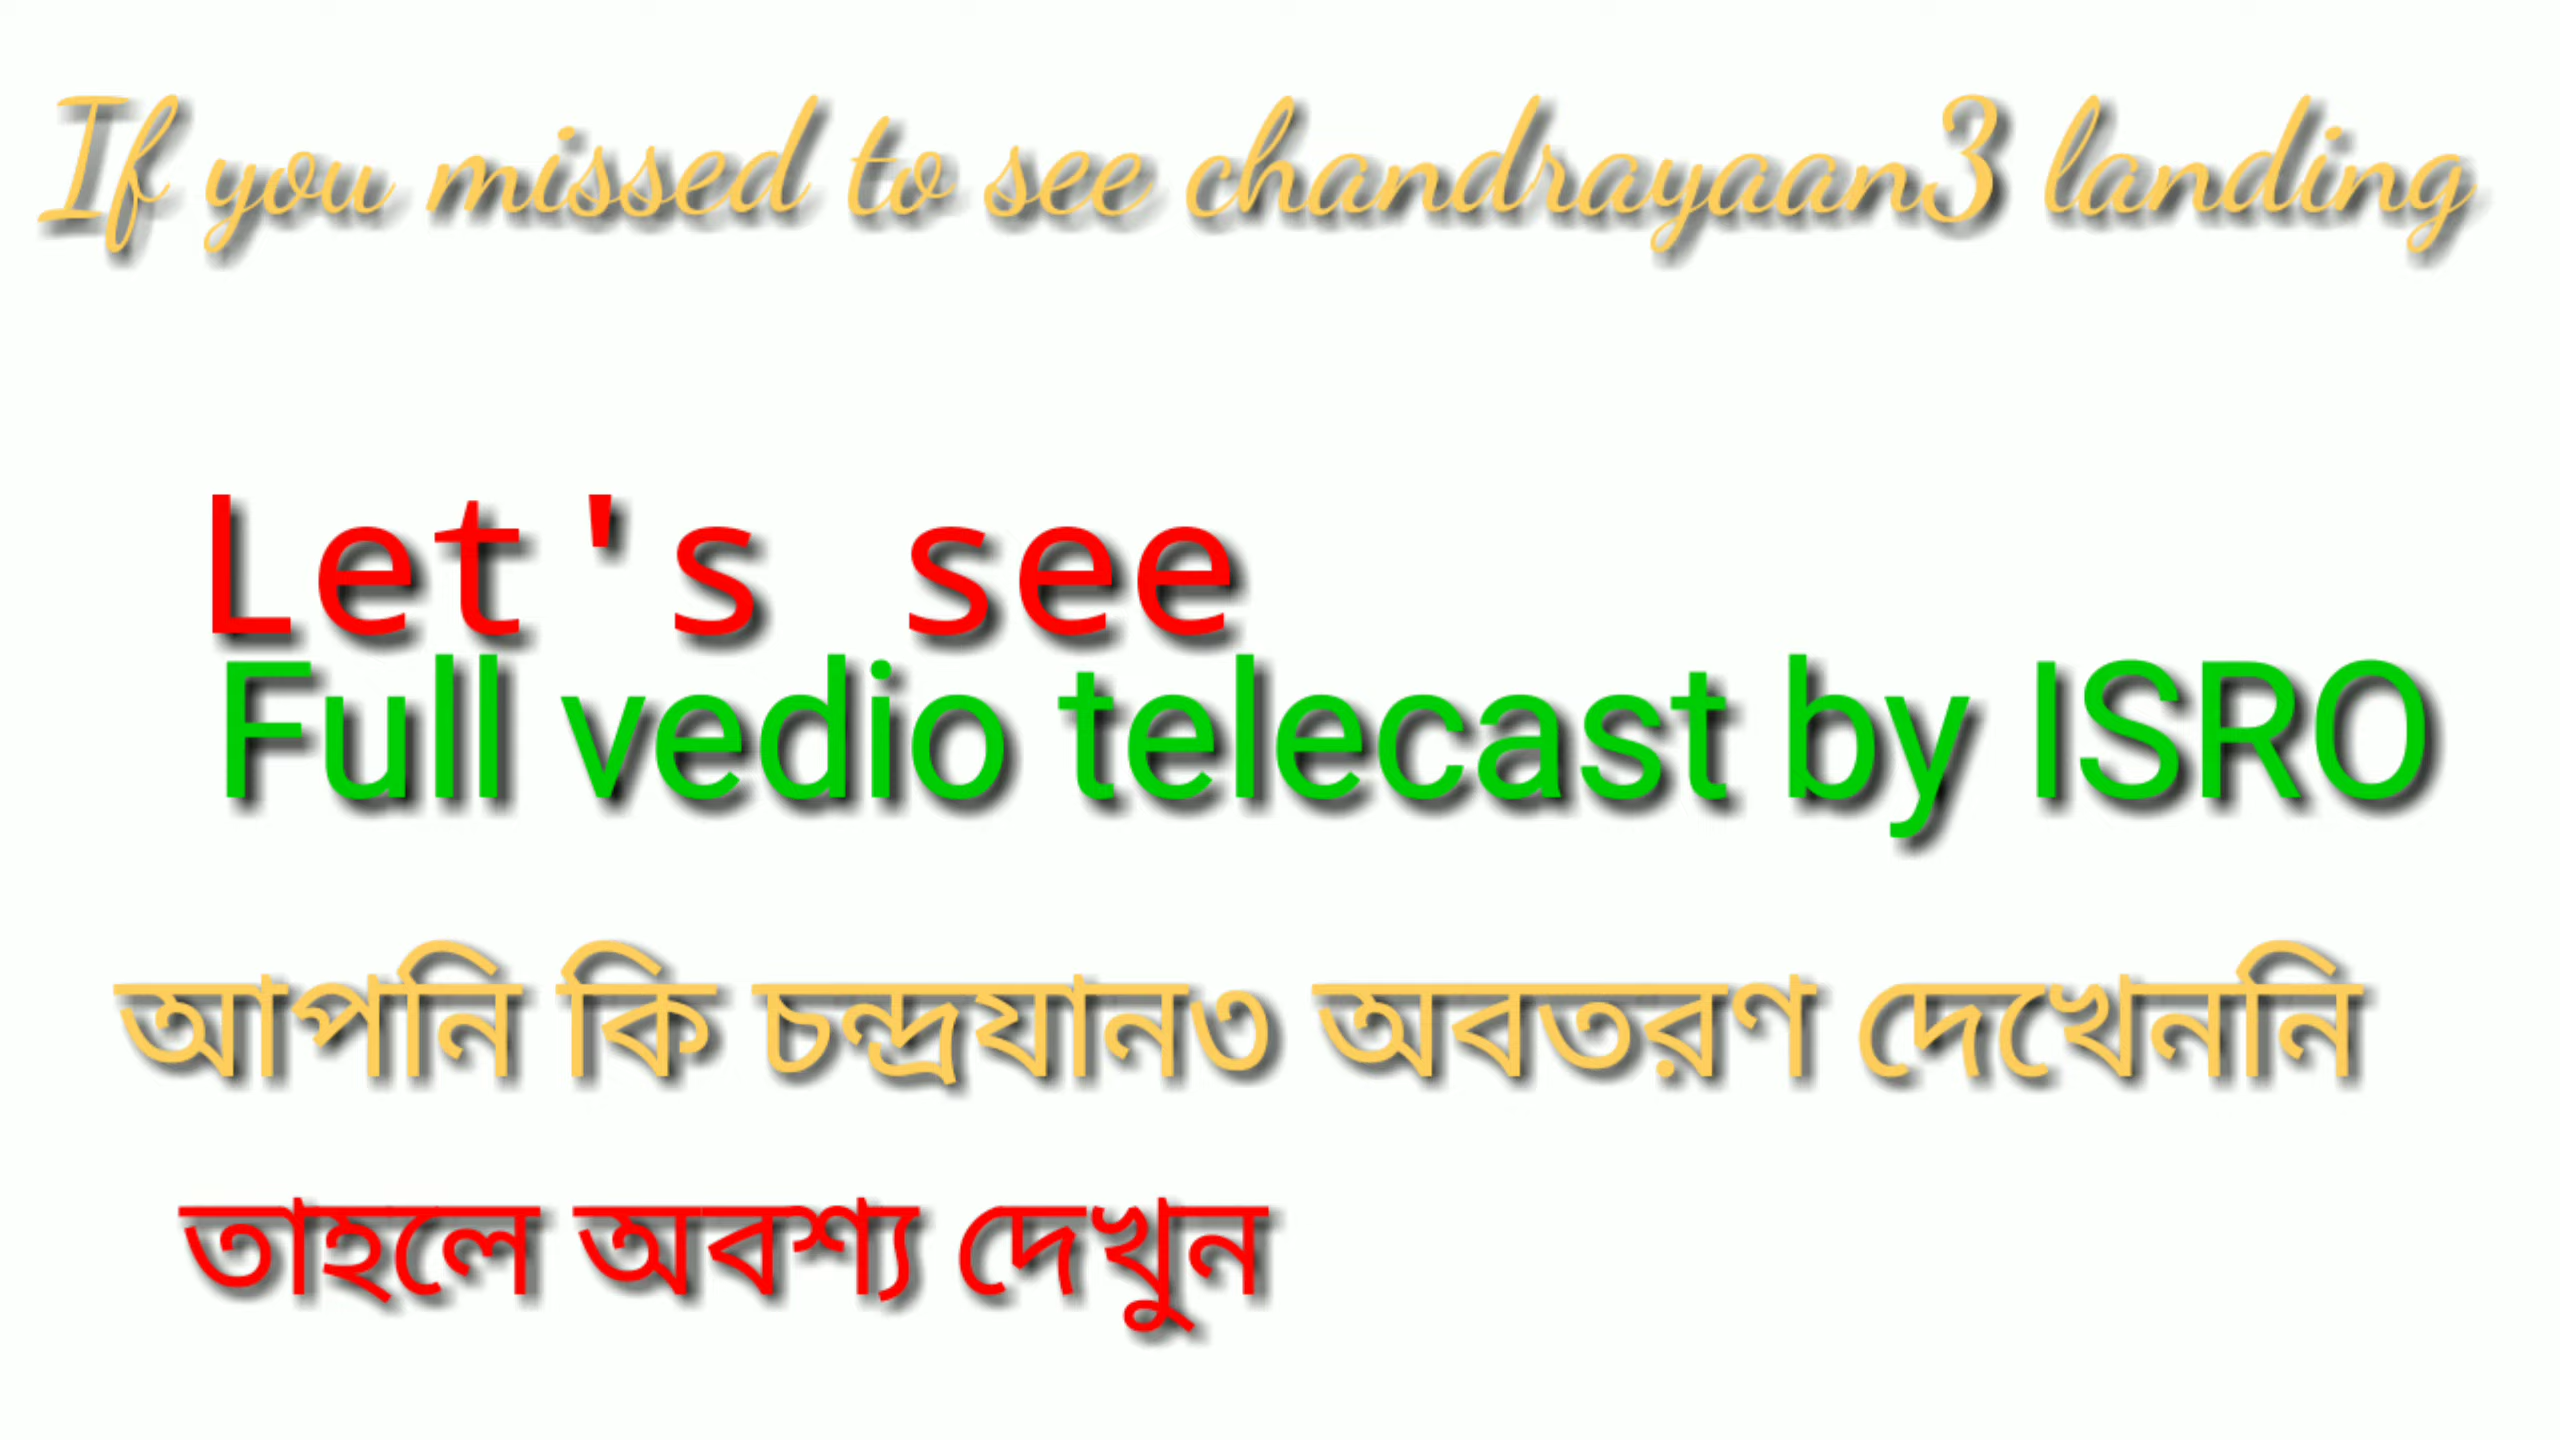 If you missed to see chandrayaan3 landing
Let's see
Full vedio telecast by ISRO
আপনি কি চন্দ্রযান৩ অবতরণ দেখেননি
তাহলে অবশ্য দেখুন